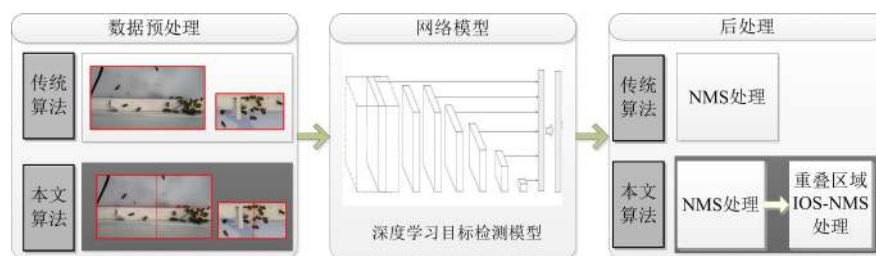 数据预处理
传统
算法
本文
算法
网络模型
深度学习目标检测模型
后处理
传统
算法
NMS处理
本文
算法
NMS处理
重叠区域
IOS-NMS
处理